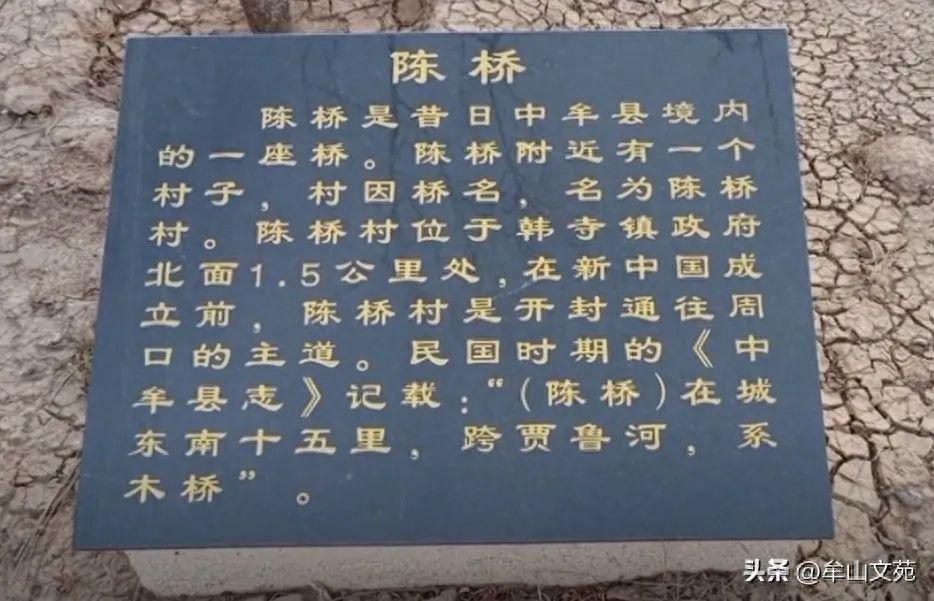 陈桥
陈桥是昔日中牟县境内
的一座桥。陈桥附近有一个
村子，村因桥名，名为陈桥
村。陈桥村位于韩寺镇政府
北面1.5公里处，在新中国成
立前，陈桥村是开封通往周
口的主道。民国时期的《中
牟县志》记载：“（陈桥）在城
东南十五里，跨贾鲁河，系
木桥”。
头条 @牟山文苑